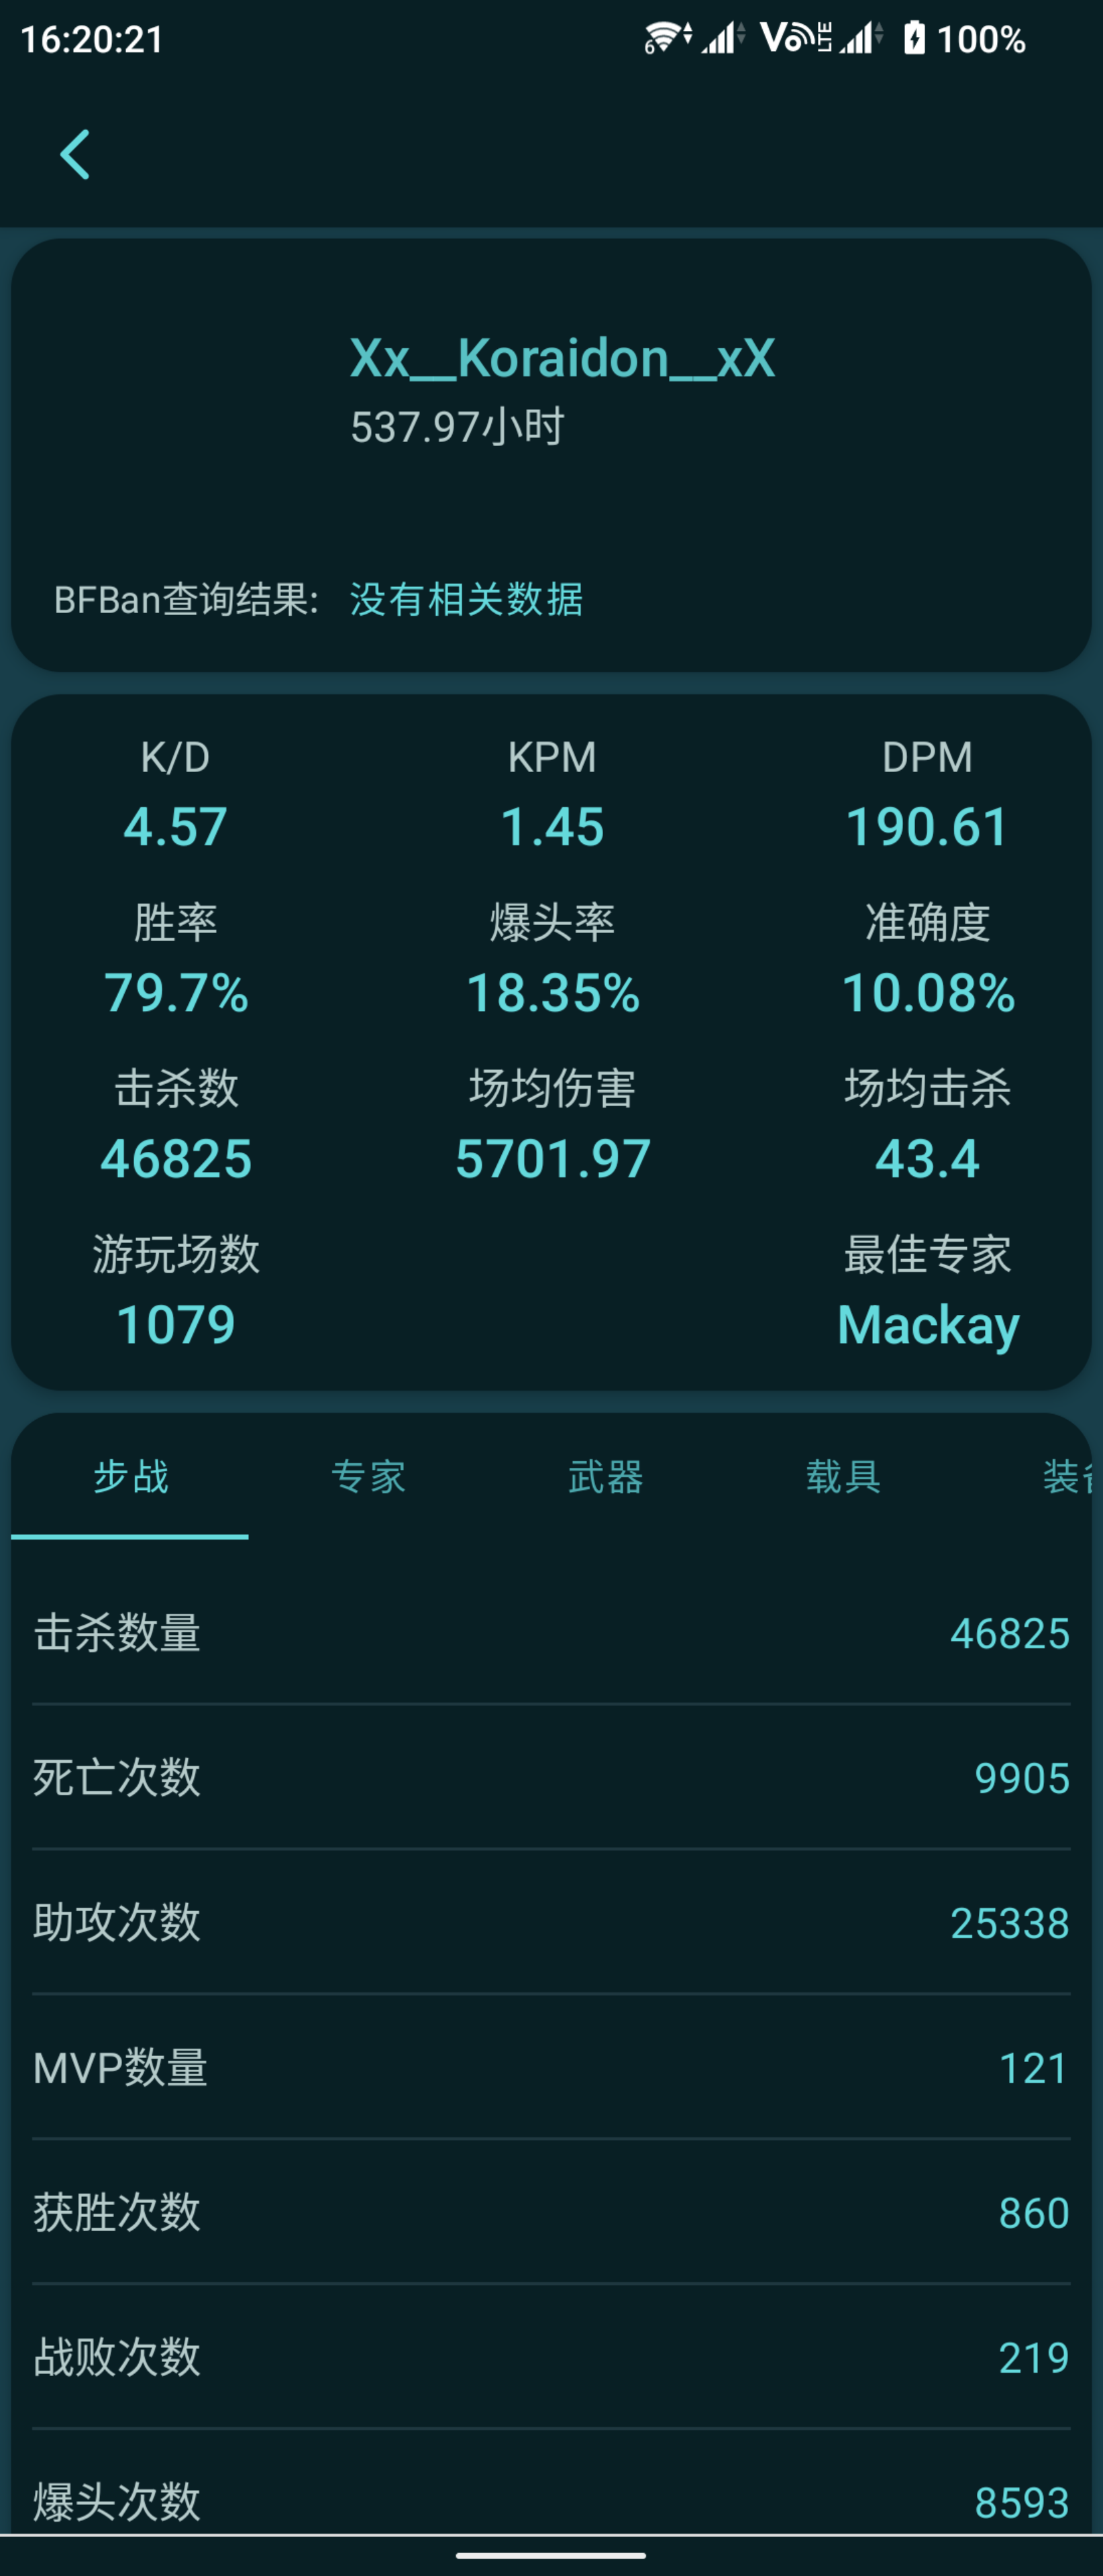 16:20:21 6 Vo LTE 100%
Xx__Koraidon__xX
537.97小时
BFBan查询结果: 没有相关数据
K/D KPM DPM
4.57 1.45 190.61
胜率 爆头率 准确度
79.7% 18.35% 10.08%
击杀数 场均伤害 场均击杀
46825 5701.97 43.4
游玩场数 最佳专家
1079 Mackay
步战 专家 武器 载具 装
击杀数量 46825
死亡次数 9905
助攻次数 25338
MVP数量 121
获胜次数 860
战败次数 219
爆头次数 8593